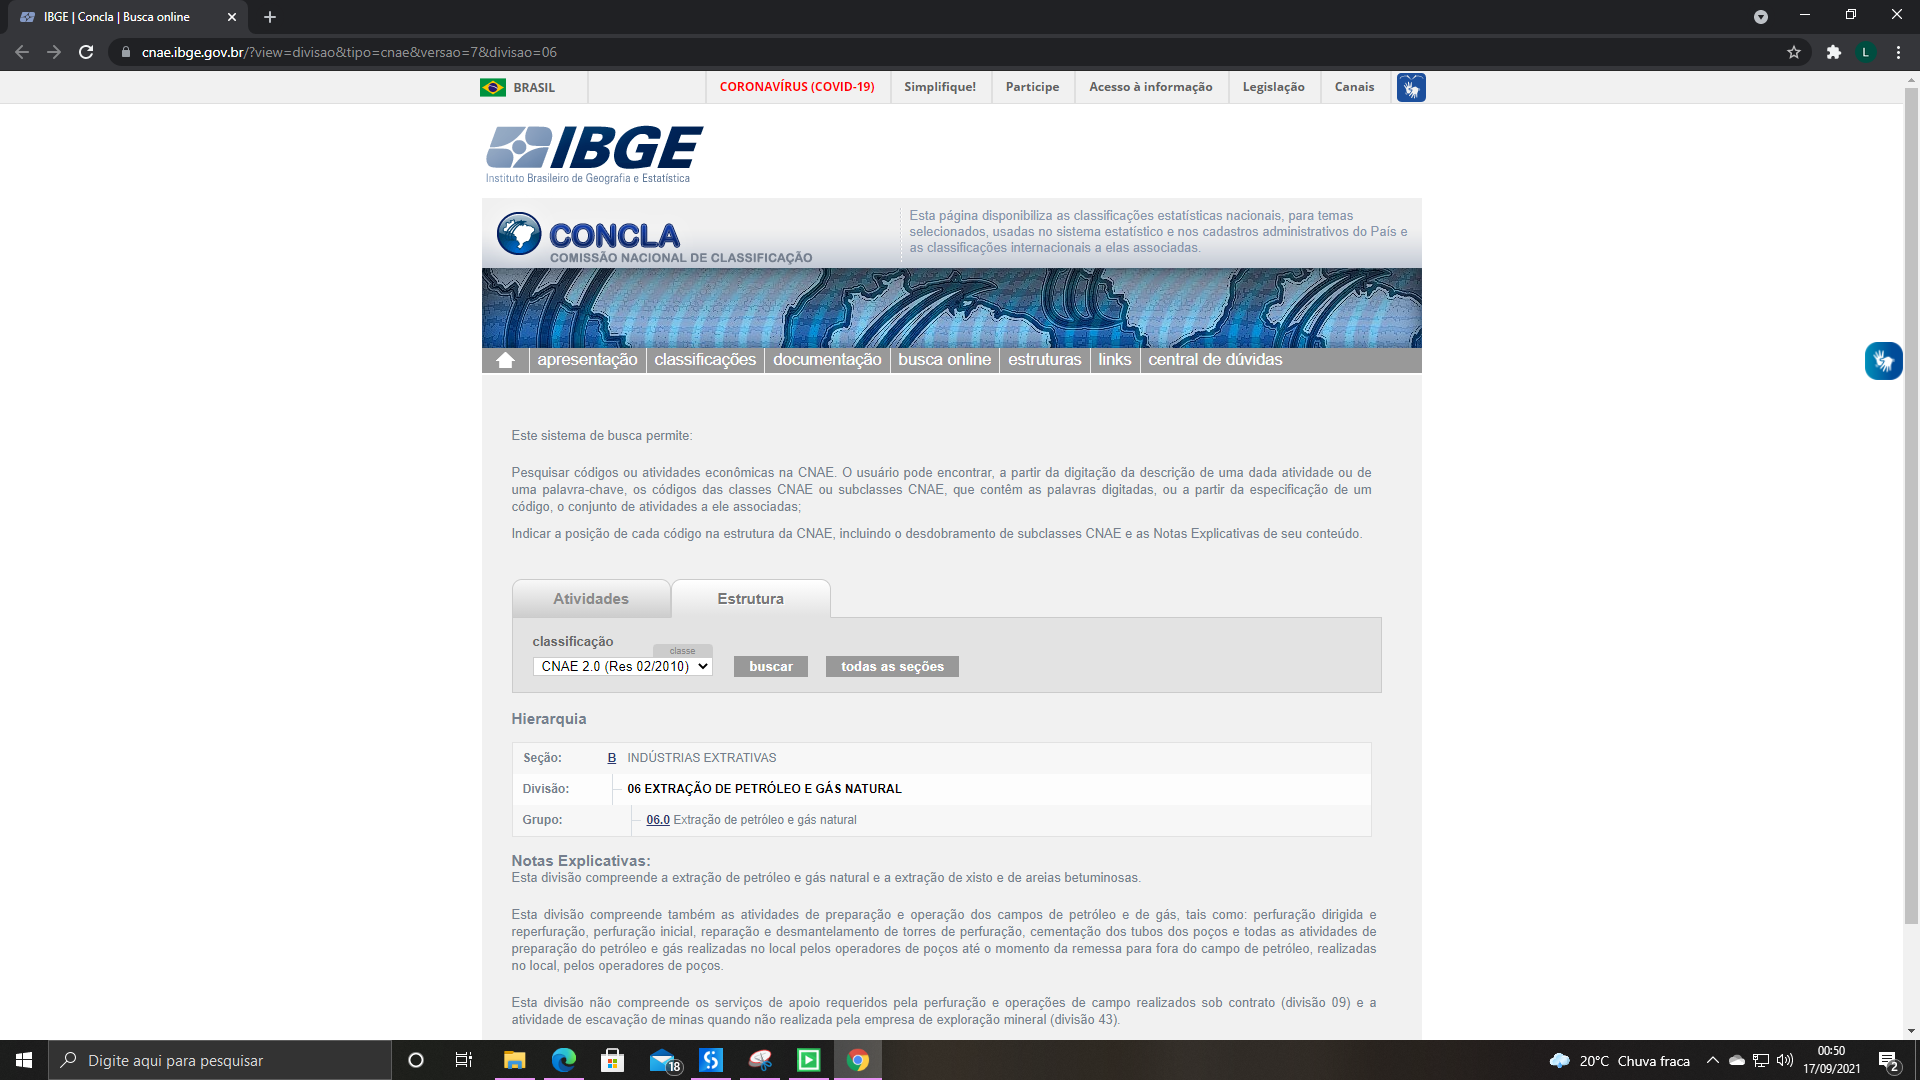 IBGE | Concla | Busca online
cnae.ibge.gov.br/?view=divisao&tipo=cnae&versao=7&divisao=06
L
BRASIL
CORONAVÍRUS (COVID-19)
Simplifique!
Participe
Acesso à informação
Legislação
Canais
IBGE
Instituto Brasileiro de Geografia e Estatística
CONCLA
COMISSÃO NACIONAL DE CLASSIFICAÇÃO
Esta página disponibiliza as classificações estatísticas nacionais, para temas
selecionados, usadas no sistema estatístico e nos cadastros administrativos do País e
as classificações internacionais a elas associadas.
apresentação
classificações
documentação
busca online
estruturas
links
central de dúvidas
Este sistema de busca permite:
Pesquisar códigos ou atividades econômicas na CNAE. O usuário pode encontrar, a partir da digitação da descrição de uma dada atividade ou de
uma palavra-chave, os códigos das classes CNAE ou subclasses CNAE, que contêm as palavras digitadas, ou a partir da especificação de um
código, o conjunto de atividades a ele associadas;
Indicar a posição de cada código na estrutura da CNAE, incluindo o desdobramento de subclasses CNAE e as Notas Explicativas de seu conteúdo.
Atividades
Estrutura
classificação
classe
CNAE 2.0 (Res 02/2010)
buscar
todas as seções
Hierarquia
Seção: B INDÚSTRIAS EXTRATIVAS
Divisão: 06 EXTRAÇÃO DE PETRÓLEO E GÁS NATURAL
Grupo: 06.0 Extração de petróleo e gás natural
Notas Explicativas:
Esta divisão compreende a extração de petróleo e gás natural e a extração de xisto e de areias betuminosas.
Esta divisão compreende também as atividades de preparação e operação dos campos de petróleo e de gás, tais como: perfuração dirigida e
reperfuração, perfuração inicial, reparação e desmantelamento de torres de perfuração, cementação dos tubos dos poços e todas as atividades de
preparação do petróleo e gás realizadas no local pelos operadores de poços até o momento da remessa para fora do campo de petróleo, realizadas
no local, pelos operadores de poços.
Esta divisão não compreende os serviços de apoio requeridos pela perfuração e operações de campo realizados sob contrato (divisão 09) e a
atividade de escavação de minas quando não realizada pela empresa de exploração mineral (divisão 43).
Digite aqui para pesquisar
18
20°C Chuva fraca
00:50
17/09/2021
2